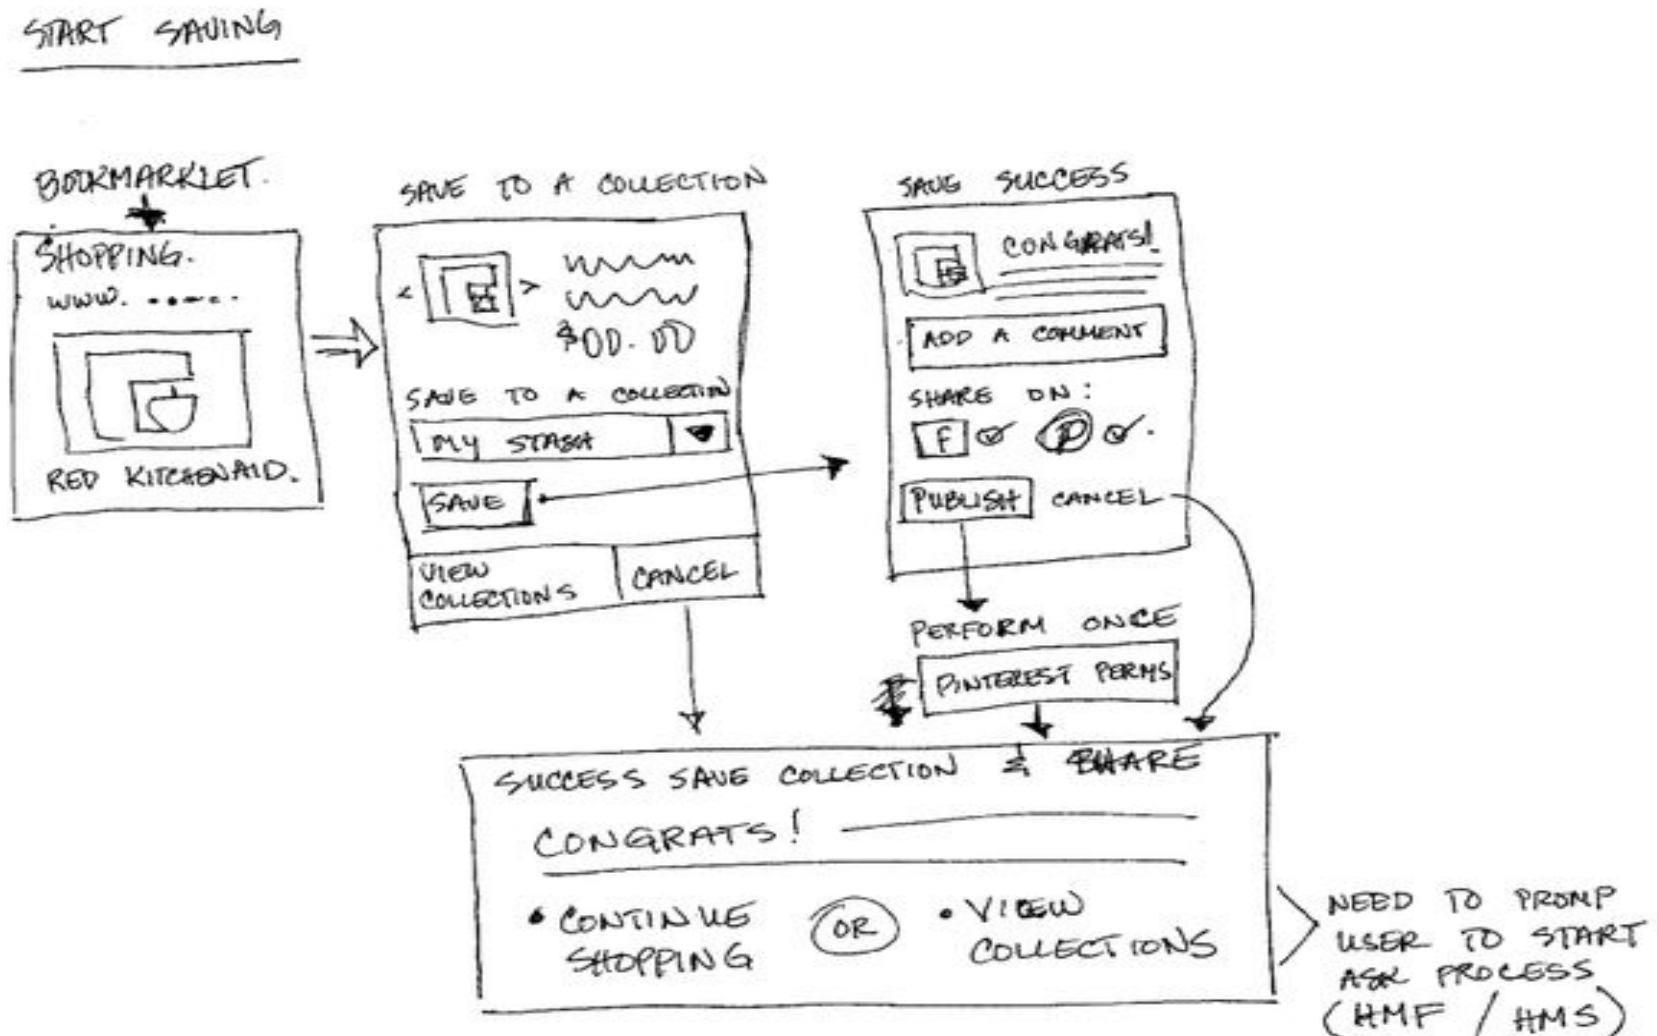 START SAVING
BOOKMARKLET.
SHOPPING.
WWW. .....
RED KITCHENAID.
SAVE TO A COLLECTION
$00.00
SAVE TO A COLLECTION
MY STASH
SAVE
VIEW
COLLECTIONS
CANCEL
SAVE SUCCESS
CONGRATS!
ADD A COMMENT
SHARE ON:
F P
PUBLISH CANCEL
PERFORM ONCE
PINTEREST PERMS
SUCCESS SAVE COLLECTION & SHARE
CONGRATS!
• CONTINUE
SHOPPING
OR
• VIEW
COLLECTIONS
NEED TO PROMP
USER TO START
ASK PROCESS
(HMF / HMS)